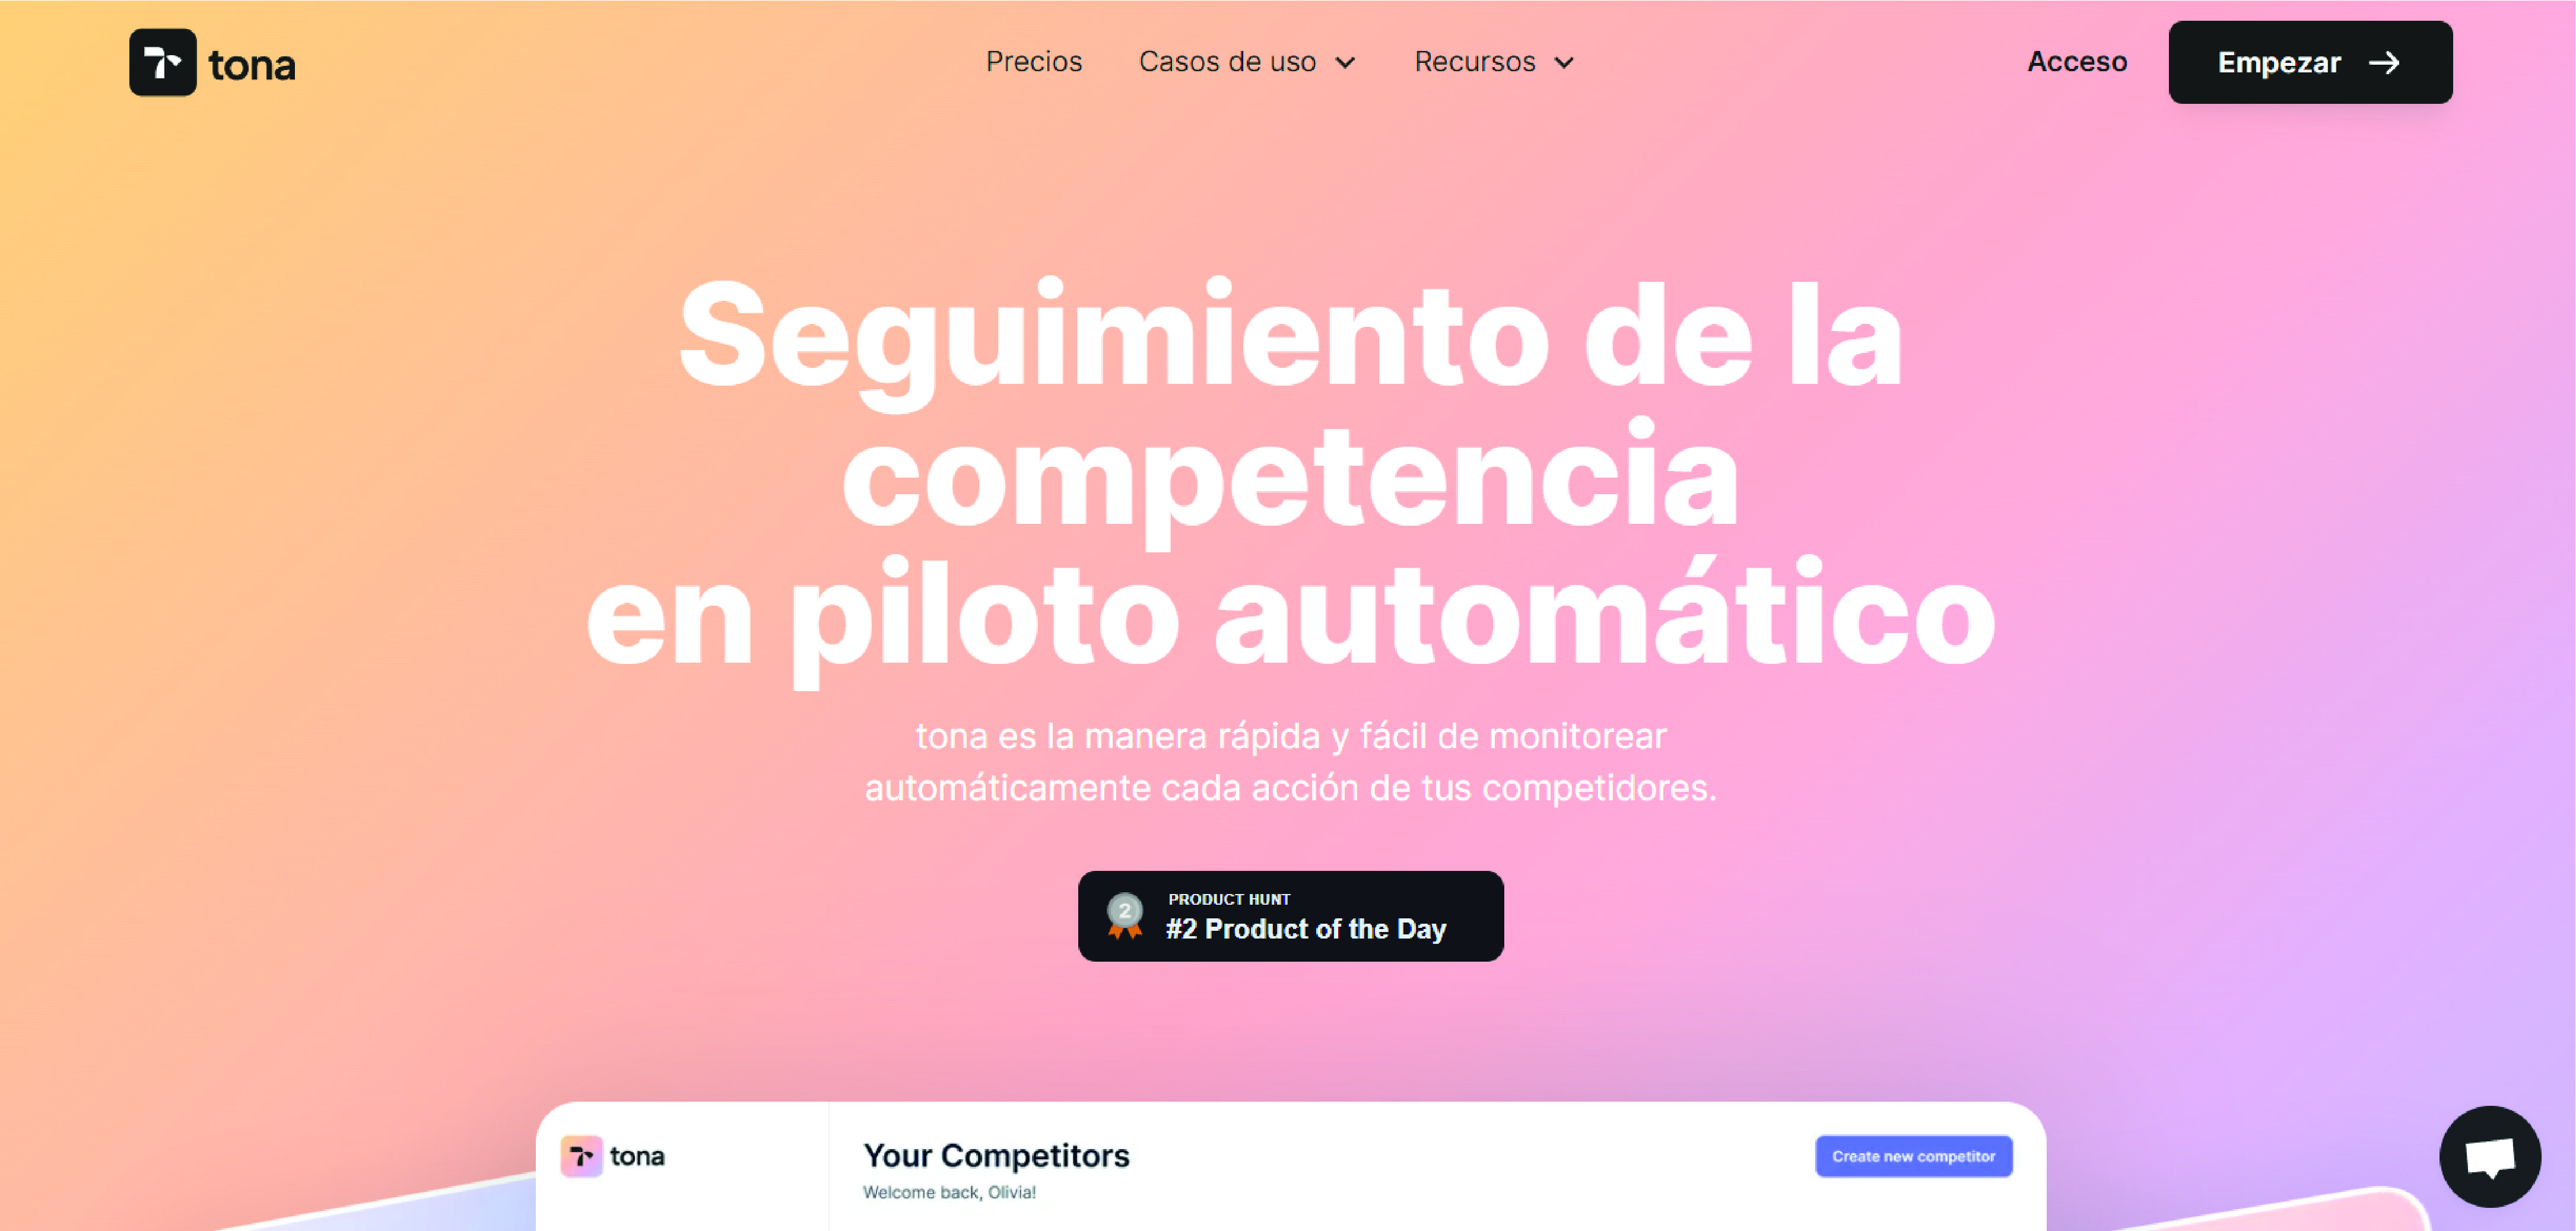 tona
Precios
Casos de uso
Recursos
Acceso
Empezar
Seguimiento de la
competencia
en piloto automático
tona es la manera rápida y fácil de monitorear
automáticamente cada acción de tus competidores.
2
PRODUCT HUNT
#2 Product of the Day
tona
Your Competitors
Create new competitor
Welcome back, Olivia!